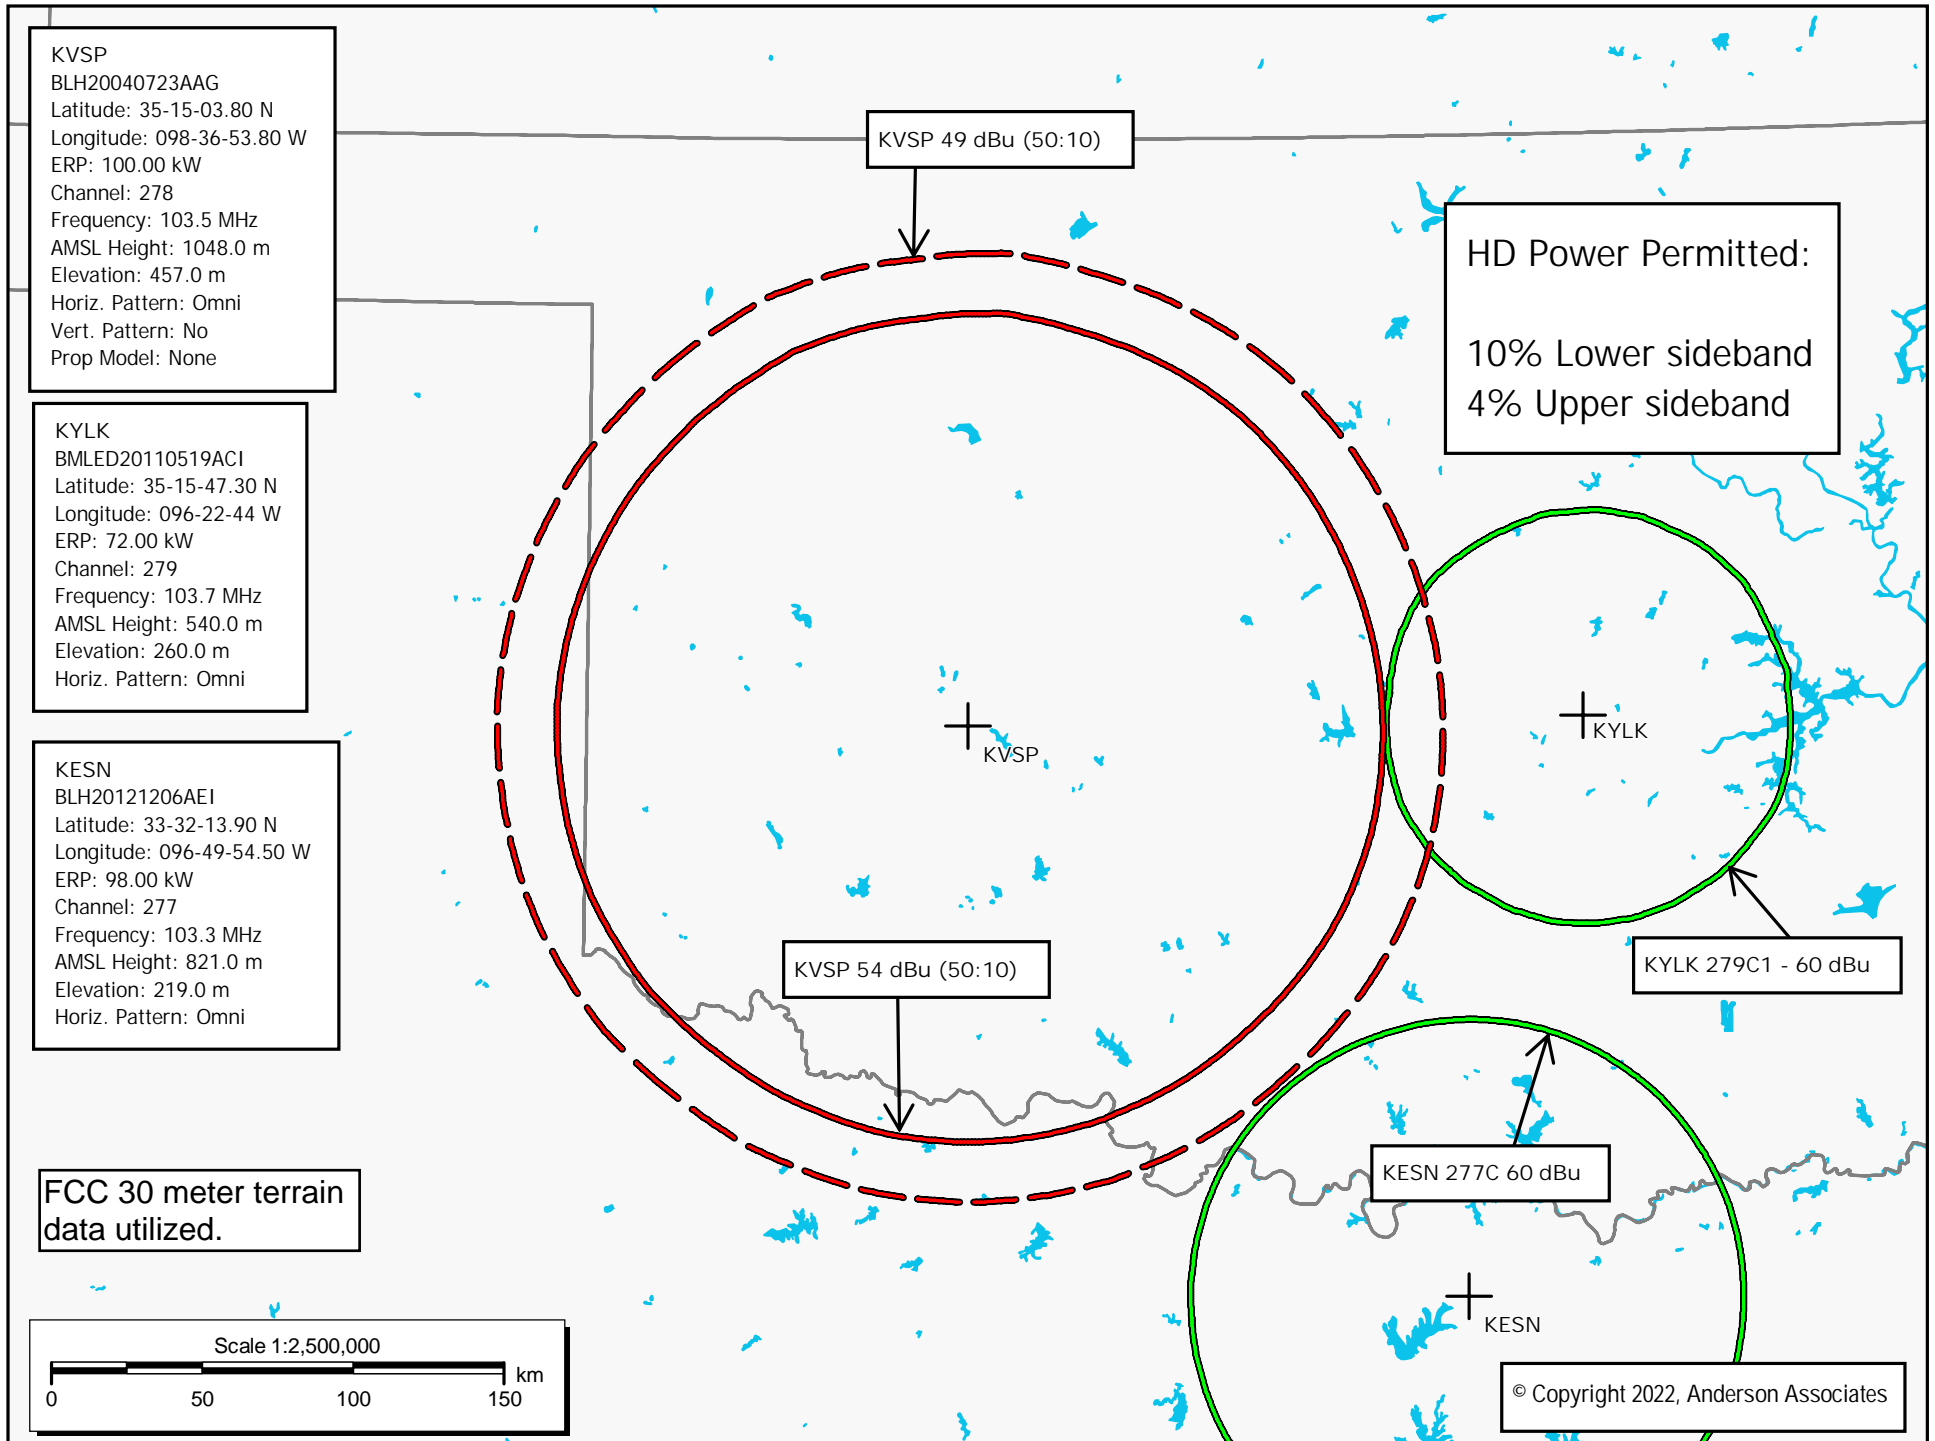 KVSP
BLH20040723AAG
Latitude: 35-15-03.80 N
Longitude: 098-36-53.80 W
ERP: 100.00 kW
Channel: 278
Frequency: 103.5 MHz
AMSL Height: 1048.0 m
Elevation: 457.0 m
Horiz. Pattern: Omni
Vert. Pattern: No
Prop Model: None
KVSP 49 dBu (50:10)
HD Power Permitted:
10% Lower sideband
4% Upper sideband
KYLK
BMLED20110519ACI
Latitude: 35-15-47.30 N
Longitude: 096-22-44 W
ERP: 72.00 kW
Channel: 279
Frequency: 103.7 MHz
AMSL Height: 540.0 m
Elevation: 260.0 m
Horiz. Pattern: Omni
KVSP
KYLK
KESN
BLH20121206AEI
Latitude: 33-32-13.90 N
Longitude: 096-49-54.50 W
ERP: 98.00 kW
Channel: 277
Frequency: 103.3 MHz
AMSL Height: 821.0 m
Elevation: 219.0 m
Horiz. Pattern: Omni
KVSP 54 dBu (50:10)
KYLK 279C1 - 60 dBu
KESN 277C 60 dBu
FCC 30 meter terrain
data utilized.
KESN
Scale 1:2,500,000
km
0 50 100 150
© Copyright 2022, Anderson Associates